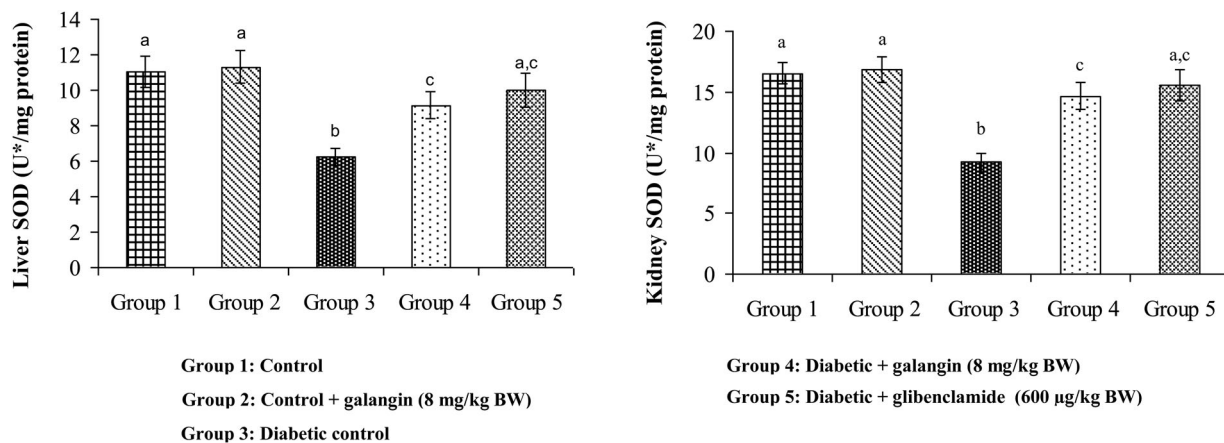 Liver SOD (U*/mg protein)
14
12
10
8
6
4
2
0
a
a
b
c
a,c
Group 1 Group 2 Group 3 Group 4 Group 5
Kidney SOD (U*/mg protein)
20
15
10
5
0
a
a
b
c
a,c
Group 1 Group 2 Group 3 Group 4 Group 5
Group 1: Control
Group 2: Control + galangin (8 mg/kg BW)
Group 3: Diabetic control
Group 4: Diabetic + galangin (8 mg/kg BW)
Group 5: Diabetic + glibenclamide (600 µg/kg BW)